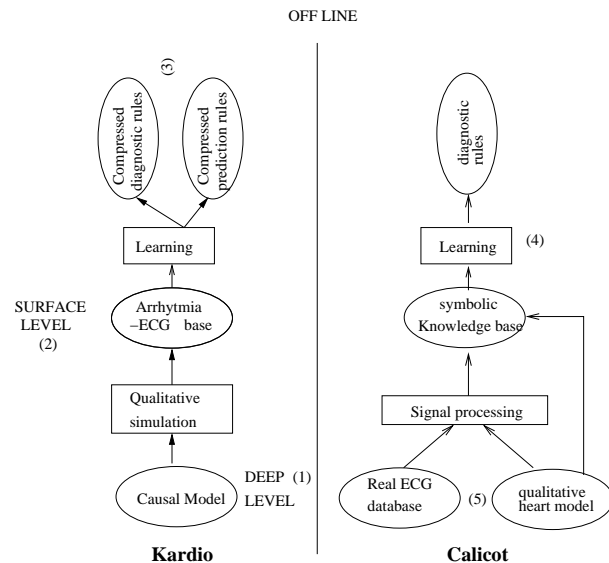 OFF LINE
(3)
Compressed
diagnostic rules
Compressed
prediction rules
Learning
Arrhytmia
−ECG base
SURFACE
LEVEL
(2)
Qualitative
simulation
Causal Model
DEEP (1)
LEVEL
Kardio
diagnostic
rules
Learning
(4)
symbolic
Knowledge base
Signal processing
Real ECG
database
(5)
qualitative
heart model
Calicot